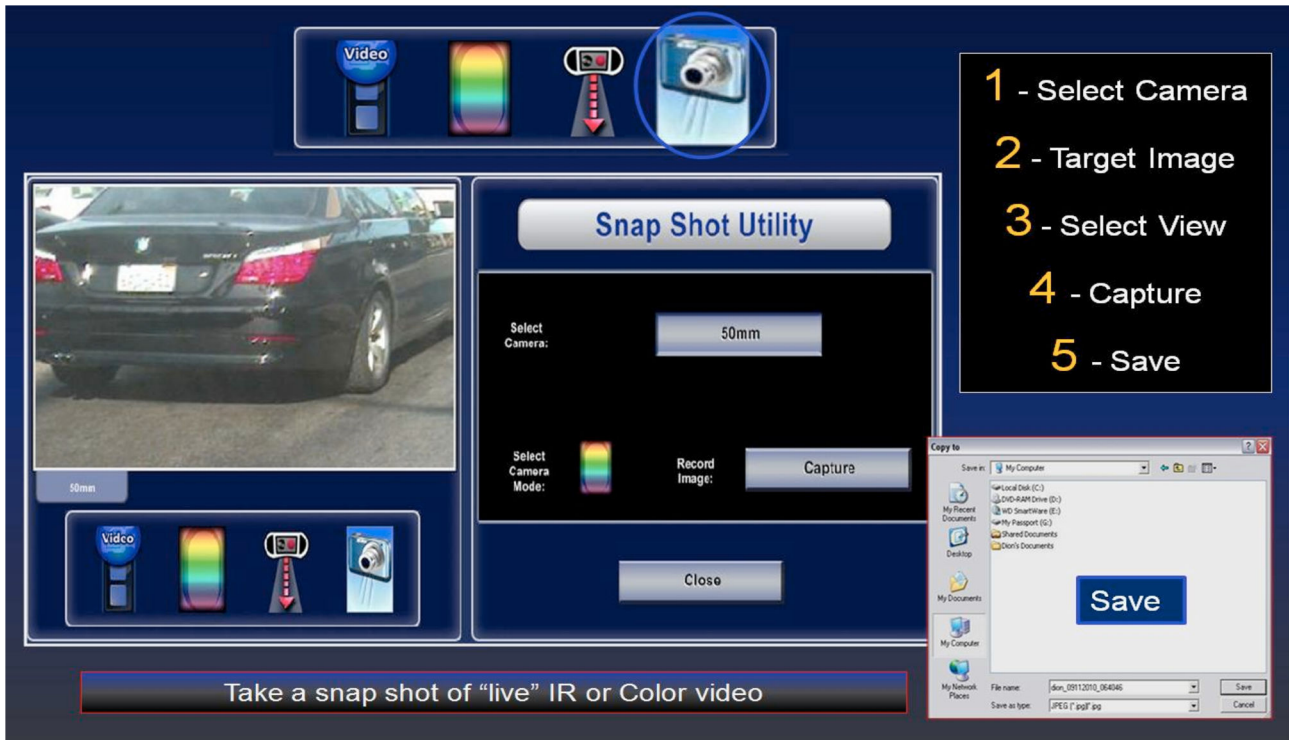 Video
1 - Select Camera
2 - Target Image
3 - Select View
4 - Capture
5 - Save
Snap Shot Utility
Select
Camera:
50mm
Select
Camera
Mode:
Record
Image:
Capture
Close
50mm
Video
Take a snap shot of “live” IR or Color video
Copy to
Save in:
My Computer
My Recent
Documents
Desktop
My Documents
My Computer
My Network
Places
Local Disk (C:)
DVD-RAM Drive (D:)
WD SmartWare (E:)
My Passport (G:)
Shared Documents
Dion's Documents
Save
File name:
dion_09112010_064046
Save
Save as type:
JPEG (*.jpg)*.jpg
Cancel